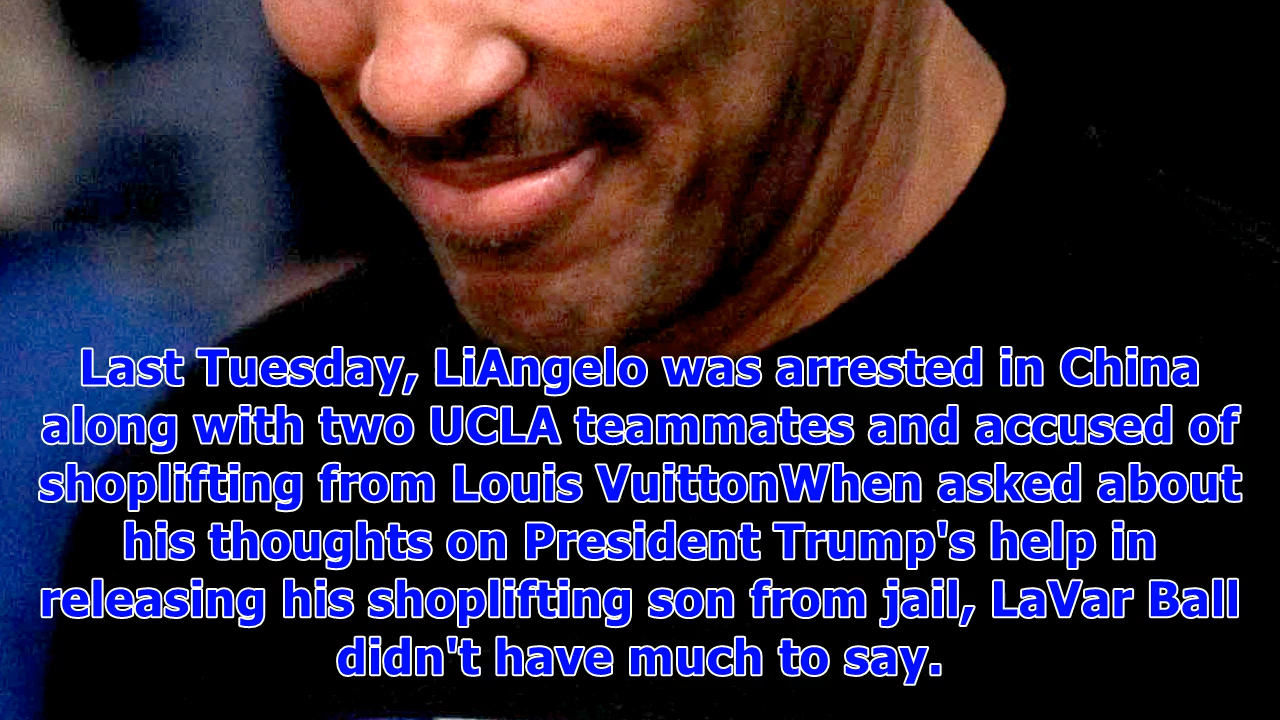 Last Tuesday, LiAngelo was arrested in China
along with two UCLA teammates and accused of
shoplifting from Louis VuittonWhen asked about
his thoughts on President Trump's help in
releasing his shoplifting son from jail, LaVar Ball
didn't have much to say.